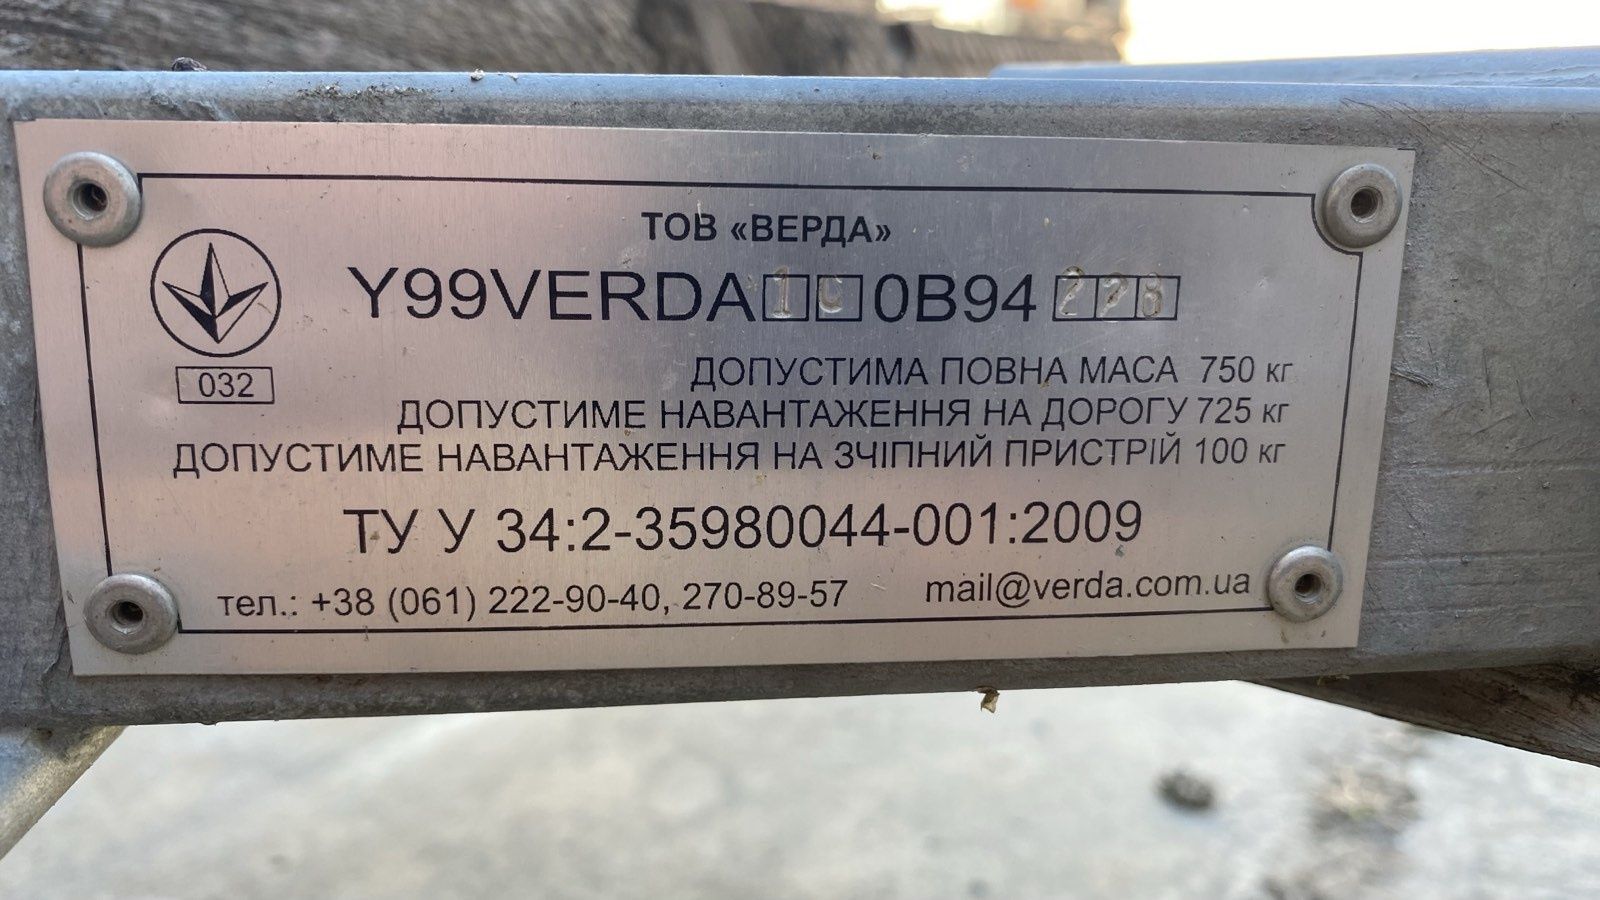 ТОВ «ВЕРДА»
Y99VERDA1C0B94228
032
ДОПУСТИМА ПОВНА МАСА 750 кг
ДОПУСТИМЕ НАВАНТАЖЕННЯ НА ДОРОГУ 725 кг
ДОПУСТИМЕ НАВАНТАЖЕННЯ НА ЗЧІПНИЙ ПРИСТРІЙ 100 кг
ТУ У 34:2-35980044-001:2009
тел.: +38 (061) 222-90-40, 270-89-57 mail@verda.com.ua